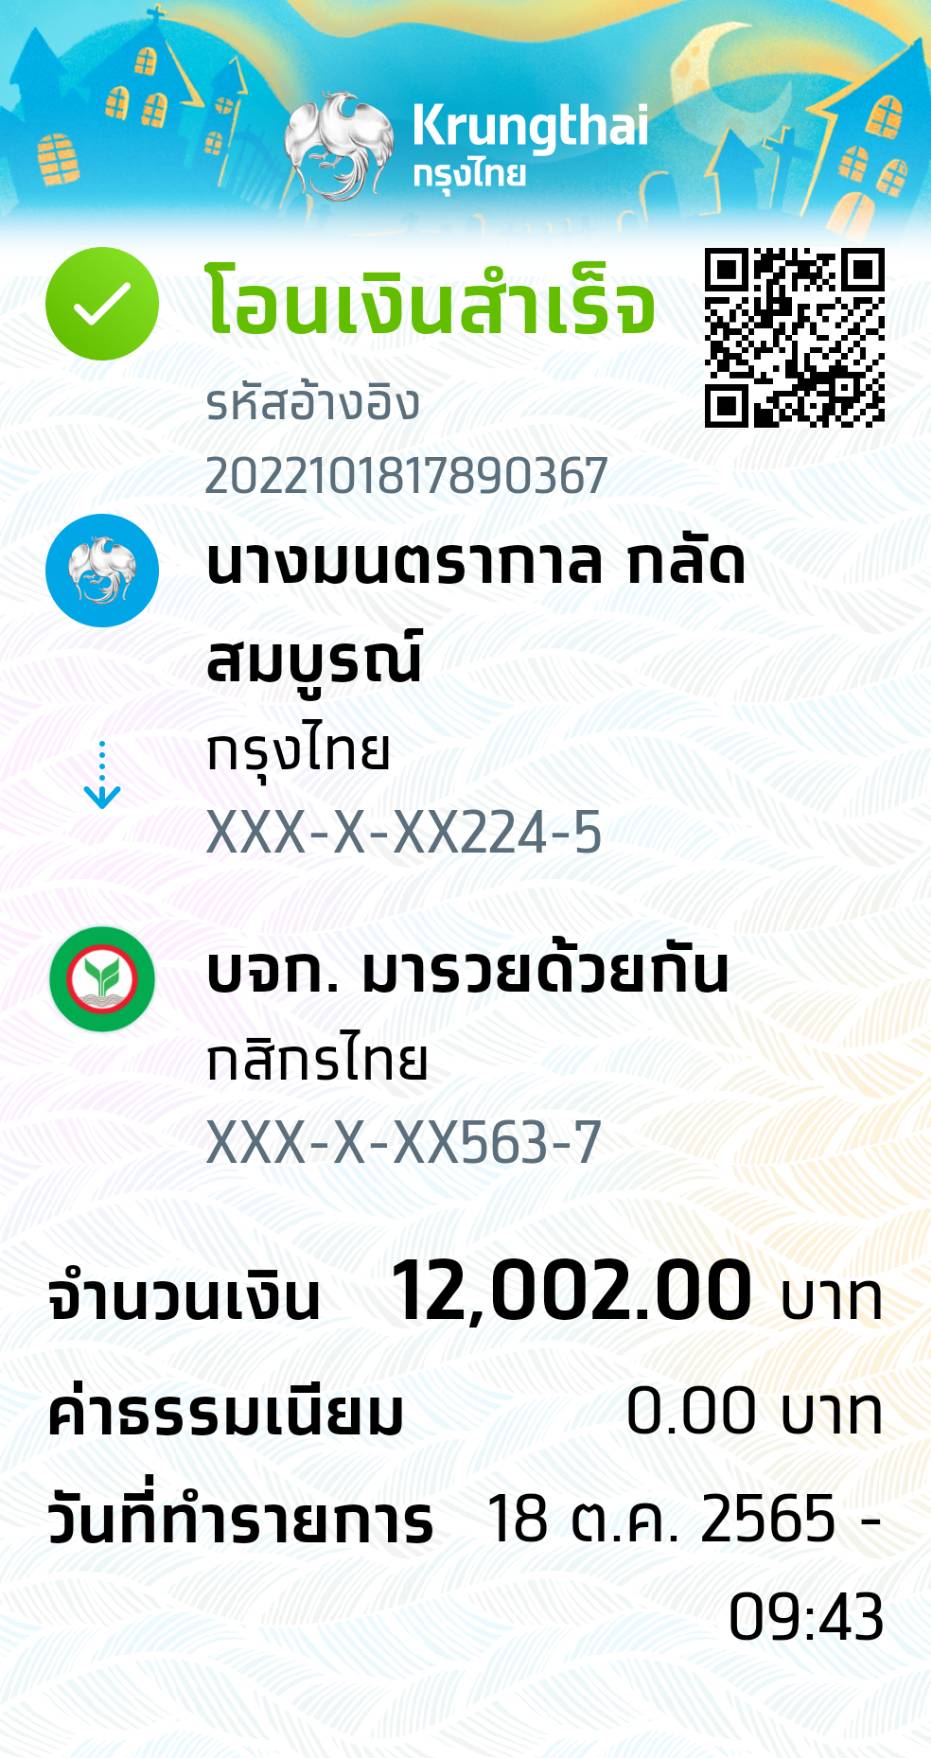 Krungthai
กรุงไทย
โอนเงินสำเร็จ
รหัสอ้างอิง
2022101817890367
นางมนตรากาล กลัด
สมบูรณ์
กรุงไทย
XXX-X-XX224-5
บจก. มารวยด้วยกัน
กสิกรไทย
XXX-X-XX563-7
จำนวนเงิน 12,002.00 บาท
ค่าธรรมเนียม 0.00 บาท
วันที่ทำรายการ 18 ต.ค. 2565 -
09:43